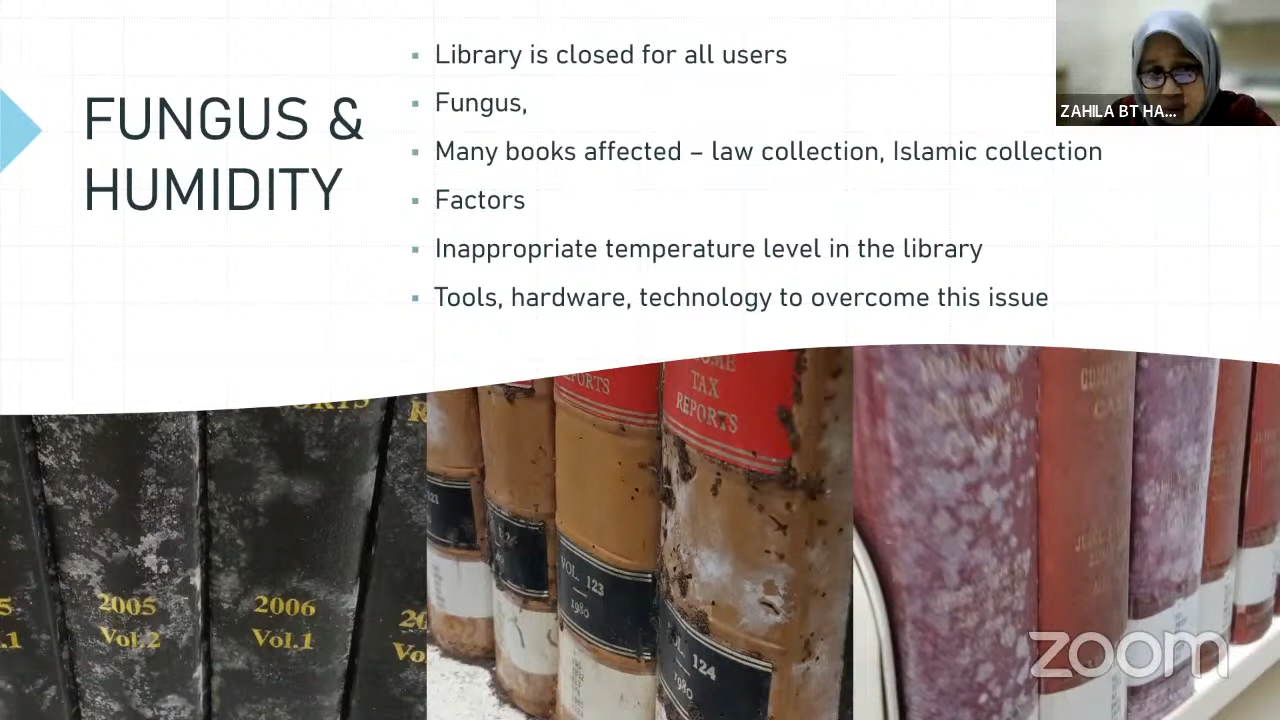 FUNGUS &
HUMIDITY
▪ Library is closed for all users
▪ Fungus,
▪ Many books affected – law collection, Islamic collection
▪ Factors
▪ Inappropriate temperature level in the library
▪ Tools, hardware, technology to overcome this issue
ZAHILA BT HA...
2005
Vol.2
2006
Vol.1
TAX
REPORTS
VOL. 123
1980
124
1980
zoom